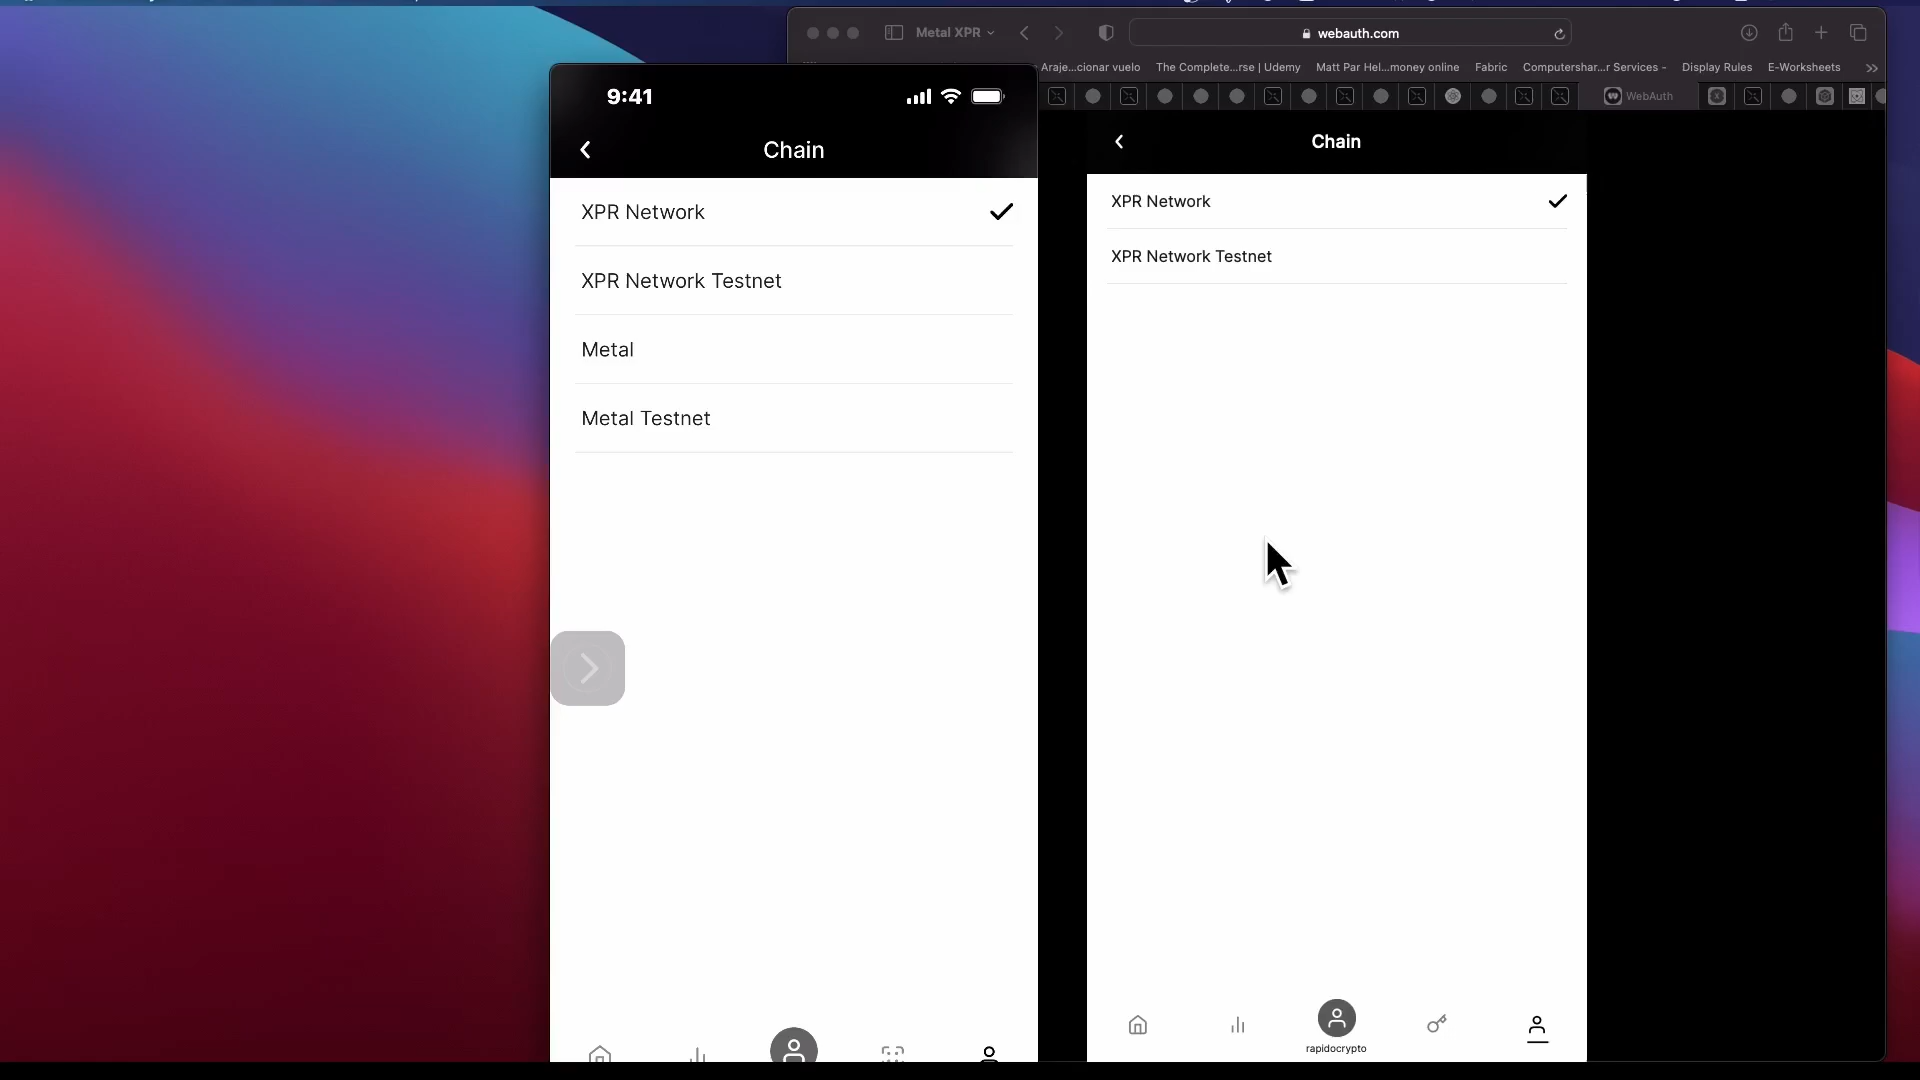 Metal XPR
webauth.com
Araje...cionar vuelo
The Complete...rse | Udemy
Matt Par Hel...money online
Fabric
Computershar...r Services -
Display Rules
E-Worksheets
WebAuth
9:41
Chain
XPR Network
XPR Network Testnet
Metal
Metal Testnet
Chain
XPR Network
XPR Network Testnet
rapidocrypto